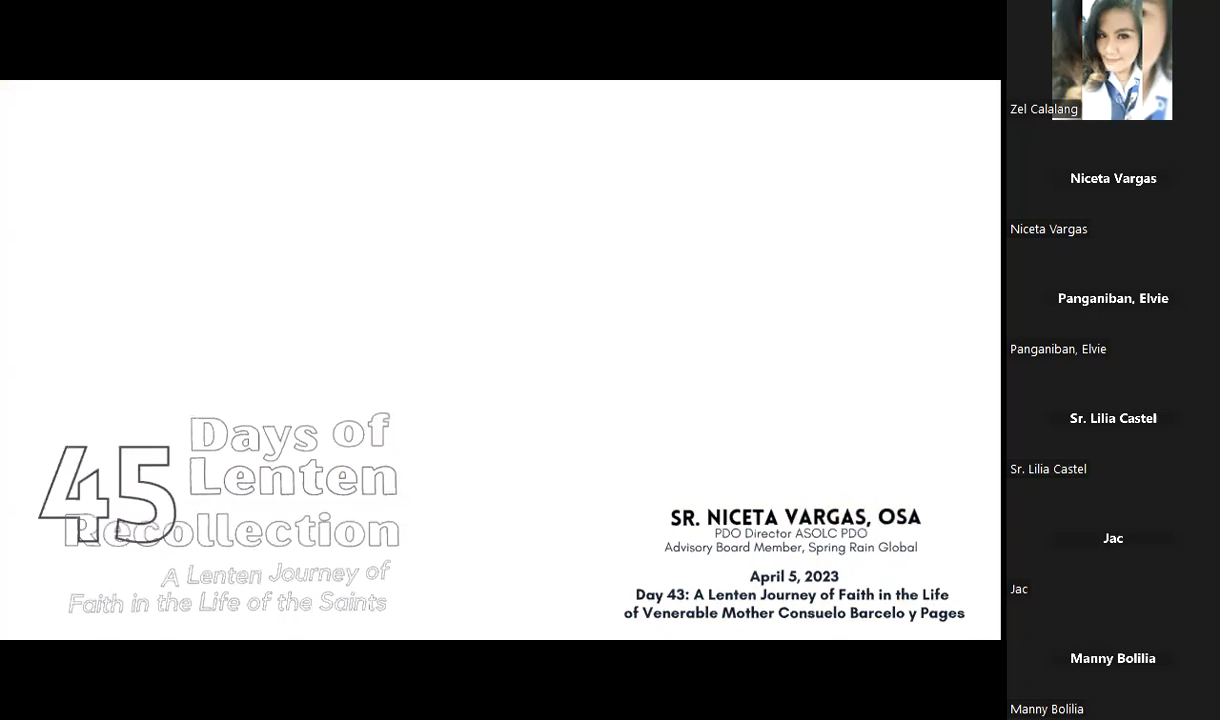 45
Days of
Lenten
Recollection
A Lenten Journey of
Faith in the Life of the Saints
SR. NICETA VARGAS, OSA
PDO Director ASOLC PDO
Advisory Board Member, Spring Rain Global
April 5, 2023
Day 43: A Lenten Journey of Faith in the Life
of Venerable Mother Consuelo Barcelo y Pages
Zel Calalang
Niceta Vargas
Niceta Vargas
Panganiban, Elvie
Panganiban, Elvie
Sr. Lilia Castel
Sr. Lilia Castel
Jac
Jac
Manny Bolilia
Manny Bolilia